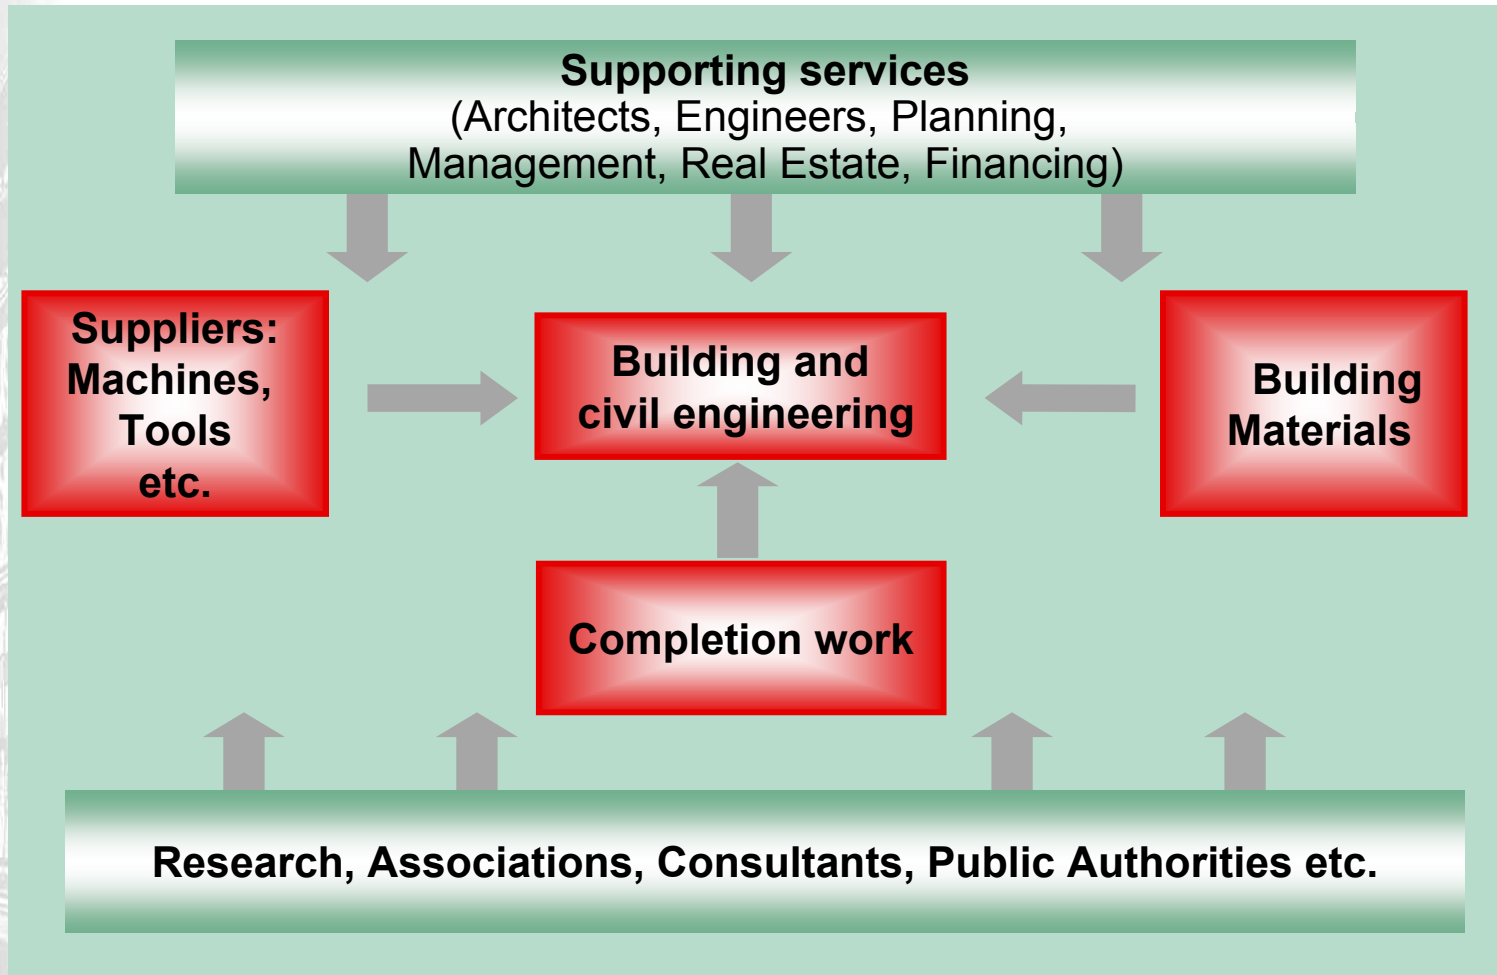 Supporting services
(Architects, Engineers, Planning,
Management, Real Estate, Financing)
Suppliers:
Machines,
Tools
etc.
Building and
civil engineering
Building
Materials
Completion work
Research, Associations, Consultants, Public Authorities etc.